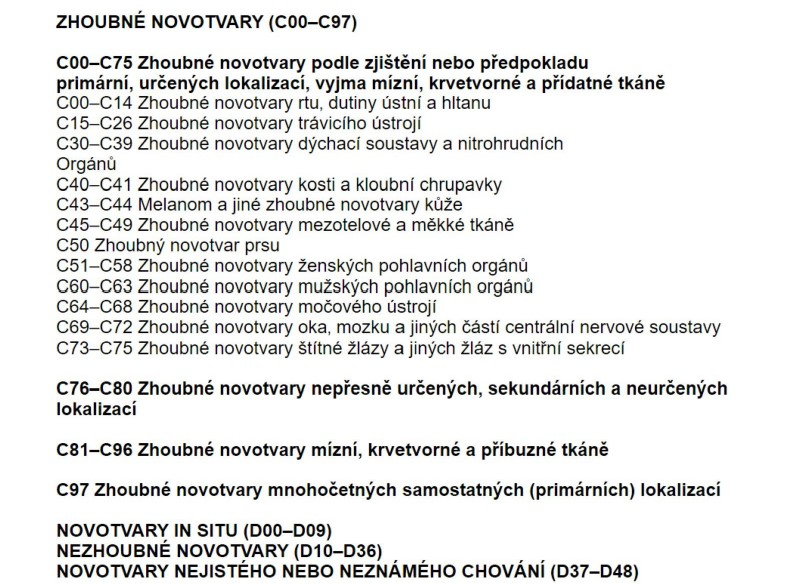 ZHOUBNÉ NOVOTVARY (C00–C97)
C00–C75 Zhoubné novotvary podle zjištění nebo předpokladu
primární, určených lokalizací, vyjma mízní, krvetvorné a přídatné tkáně
C00–C14 Zhoubné novotvary rtu, dutiny ústní a hltanu
C15–C26 Zhoubné novotvary trávicího ústrojí
C30–C39 Zhoubné novotvary dýchací soustavy a nitrohrudních
Orgánů
C40–C41 Zhoubné novotvary kosti a kloubní chrupavky
C43–C44 Melanom a jiné zhoubné novotvary kůže
C45–C49 Zhoubné novotvary mezotelové a měkké tkáně
C50 Zhoubný novotvar prsu
C51–C58 Zhoubné novotvary ženských pohlavních orgánů
C60–C63 Zhoubné novotvary mužských pohlavních orgánů
C64–C68 Zhoubné novotvary močového ústrojí
C69–C72 Zhoubné novotvary oka, mozku a jiných částí centrální nervové soustavy
C73–C75 Zhoubné novotvary štítné žlázy a jiných žláz s vnitřní sekrecí
C76–C80 Zhoubné novotvary nepřesně určených, sekundárních a neurčených
lokalizací
C81–C96 Zhoubné novotvary mízní, krvetvorné a příbuzné tkáně
C97 Zhoubné novotvary mnohočetných samostatných (primárních) lokalizací
NOVOTVARY IN SITU (D00–D09)
NEZHOUBNÉ NOVOTVARY (D10–D36)
NOVOTVARY NEJISTÉHO NEBO NEZNÁMÉHO CHOVÁNÍ (D37–D48)